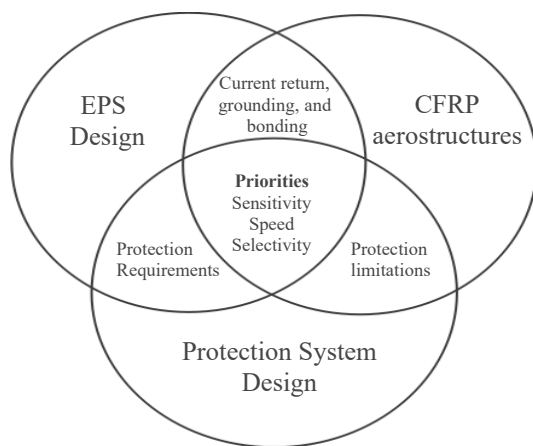 Current return,
grounding, and
bonding
EPS
Design
CFRP
aerostructures
Priorities
Sensitivity
Speed
Selectivity
Protection
Requirements
Protection
limitations
Protection System
Design